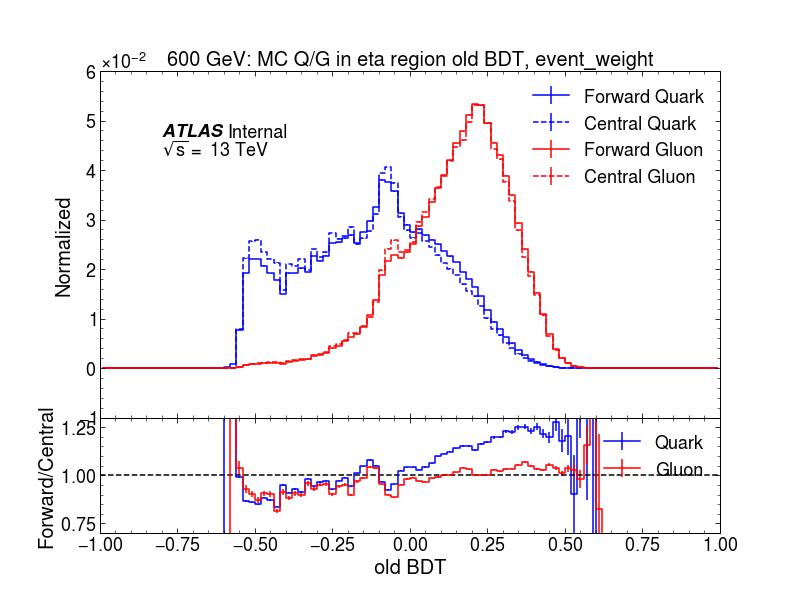 ×10⁻²
600 GeV: MC Q/G in eta region old BDT, event_weight
6
5
4
3
2
1
0
−1
Normalized
ATLAS Internal
√s = 13 TeV
Forward Quark
Central Quark
Forward Gluon
Central Gluon
1.25
1.00
0.75
Forward/Central
Quark
Gluon
−1.00 −0.75 −0.50 −0.25 0.00 0.25 0.50 0.75 1.00
old BDT